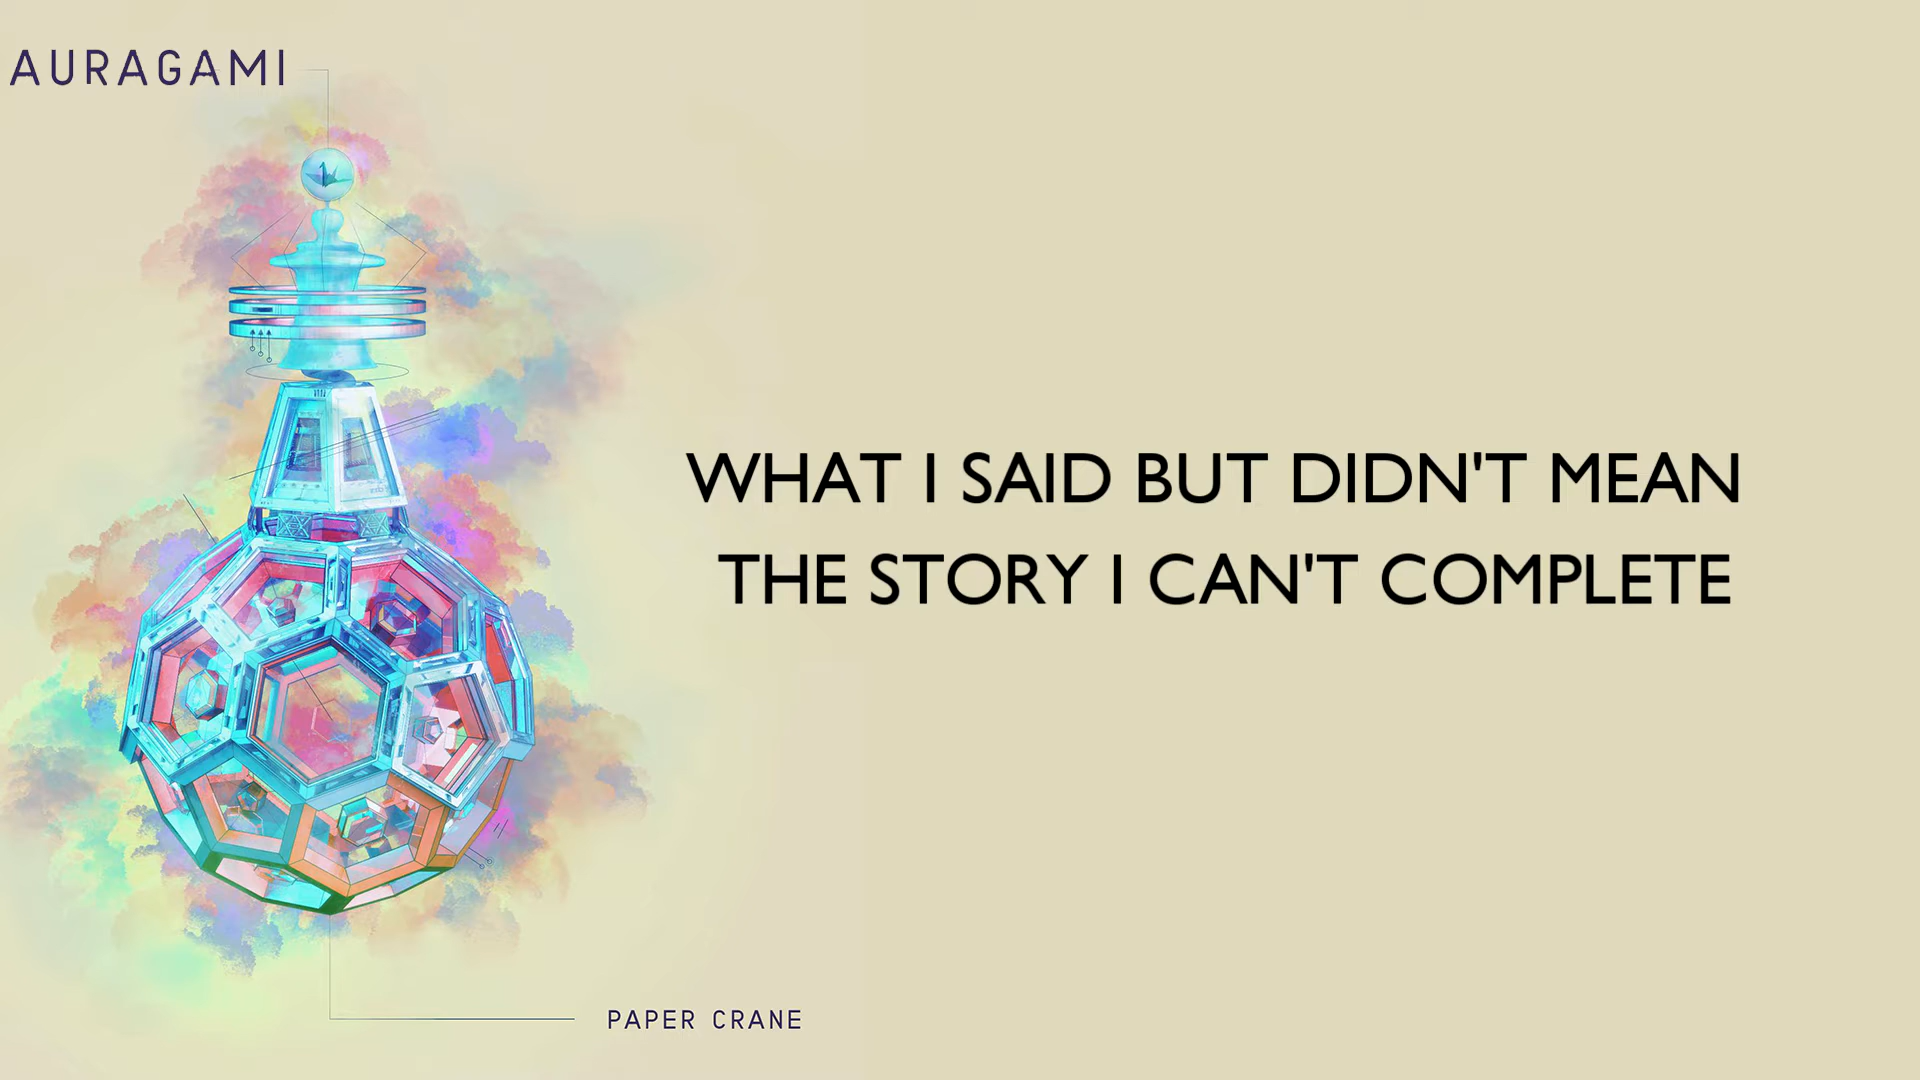 AURAGAMI
WHAT I SAID BUT DIDN'T MEAN
THE STORY I CAN'T COMPLETE
PAPER CRANE